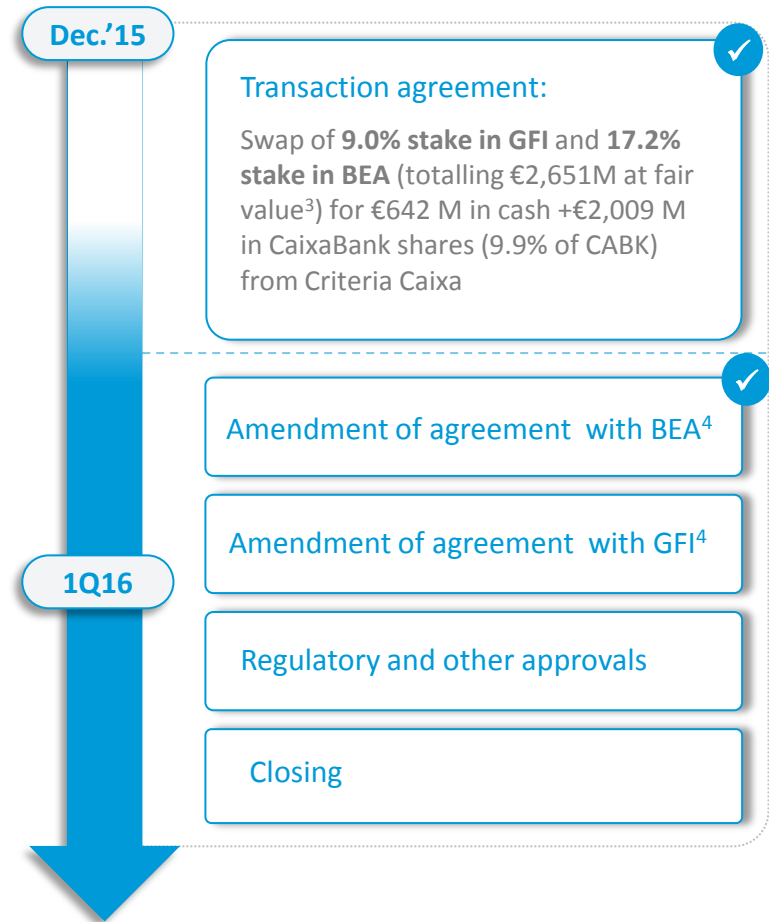 Dec.’15
Transaction agreement:
Swap of 9.0% stake in GFI and 17.2%
stake in BEA (totalling €2,651M at fair
value³) for €642 M in cash +€2,009 M
in CaixaBank shares (9.9% of CABK)
from Criteria Caixa
Amendment of agreement with BEA⁴
Amendment of agreement with GFI⁴
1Q16
Regulatory and other approvals
Closing